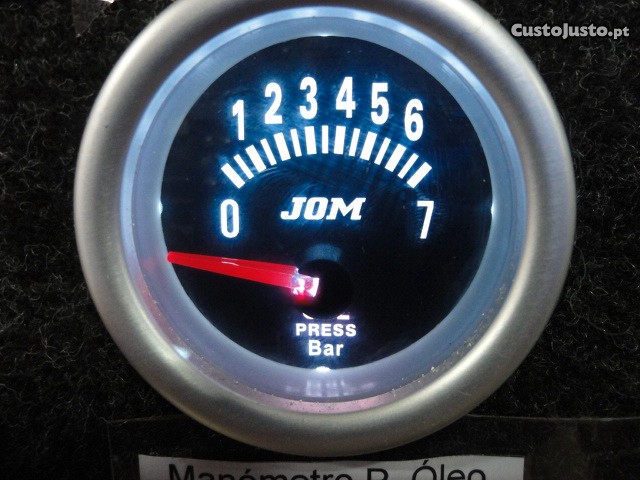 CustoJusto.pt
1 2 3 4 5 6
0 JOM 7
PRESS
Bar
Manómetro P. Óleo